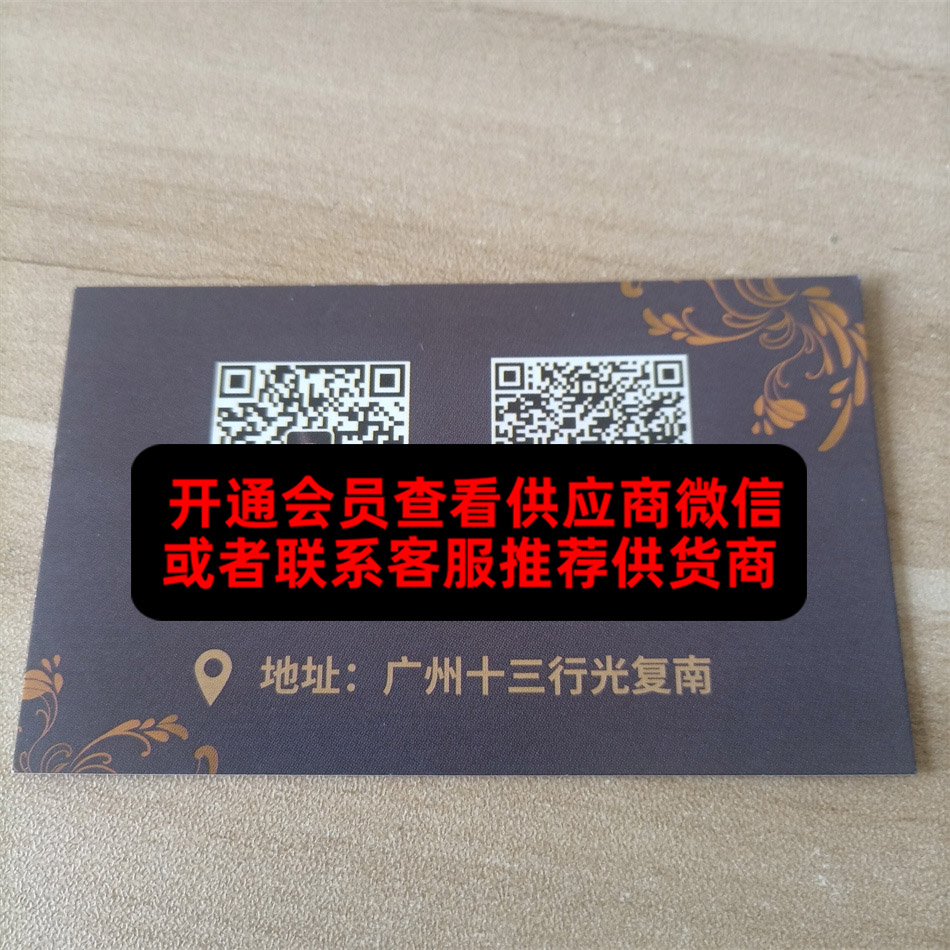 开通会员查看供应商微信
或者联系客服推荐供货商
地址：广州十三行光复南